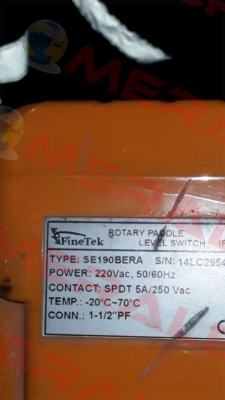 FineTek
ROTARY PADDLE
LEVEL SWITCH
TYPE: SE190BERA S/N: 14LC2954
POWER: 220Vac, 50/60Hz
CONTACT: SPDT 5A/250 Vac
TEMP.: -20°C~70°C
CONN.: 1-1/2"PF